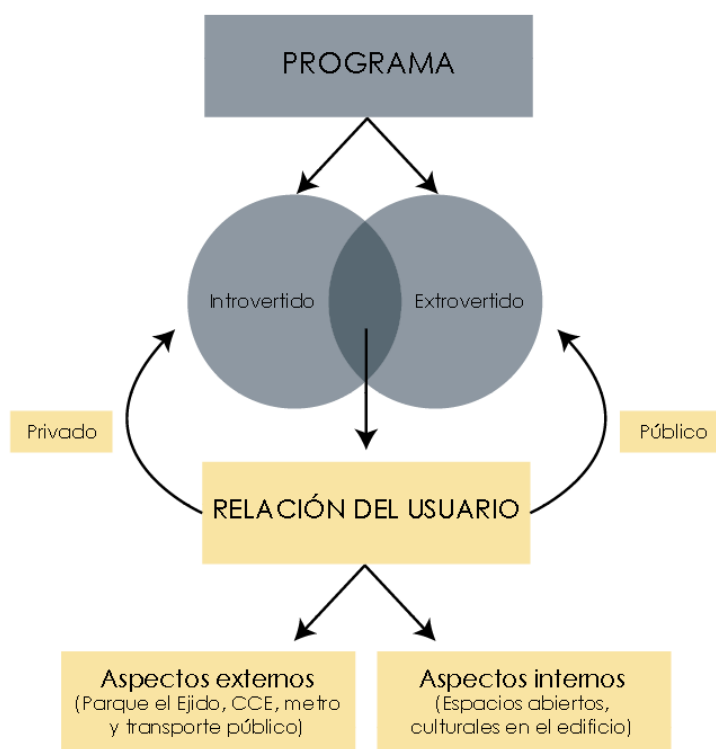 PROGRAMA
Introvertido
Extrovertido
Privado
Público
RELACIÓN DEL USUARIO
Aspectos externos
(Parque el Ejido, CCE, metro
y transporte público)
Aspectos internos
(Espacios abiertos,
culturales en el edificio)